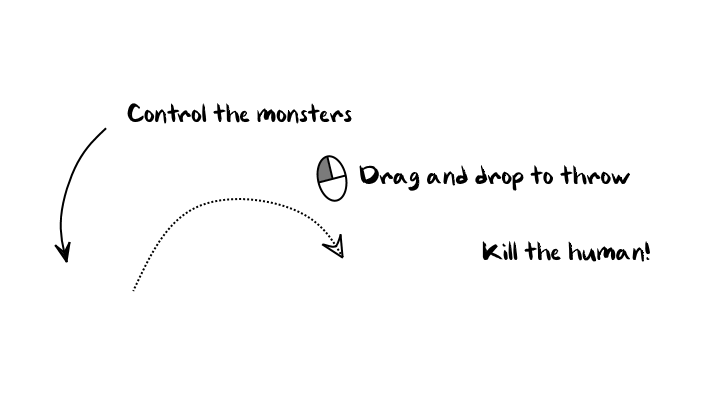 Control the monsters
Drag and drop to throw
Kill the human!